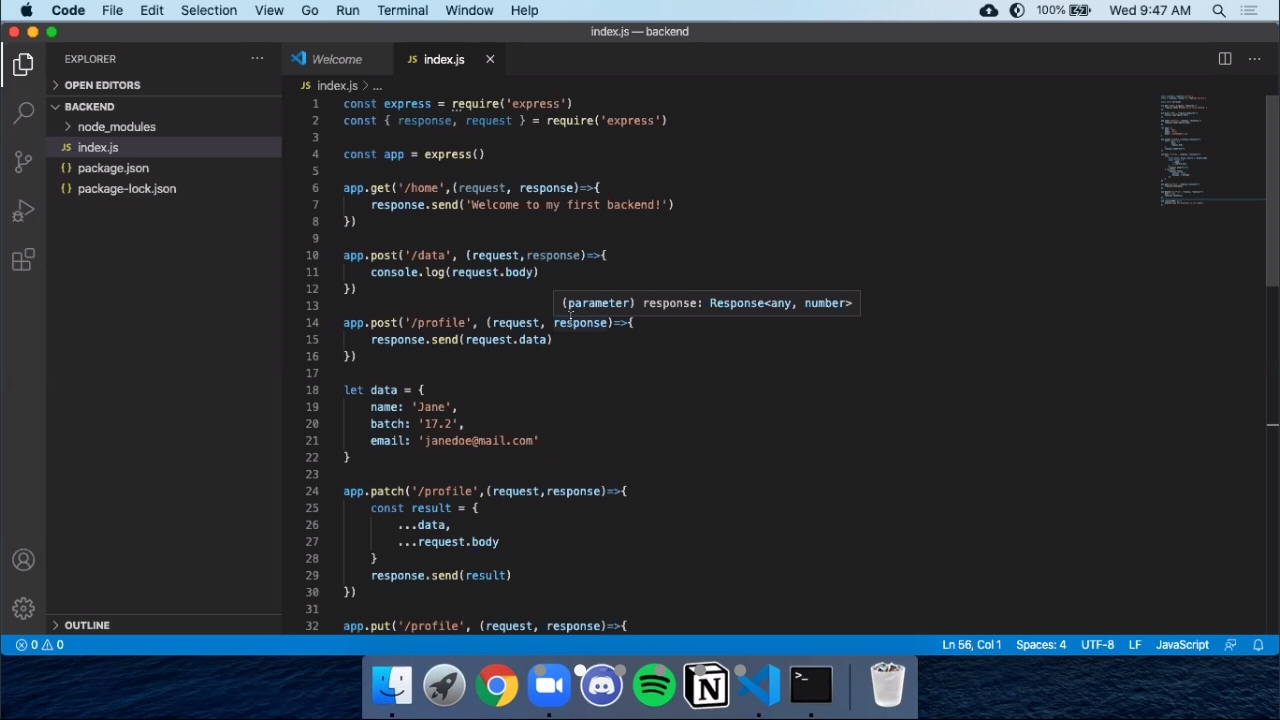 Code File Edit Selection View Go Run Terminal Window Help 100% Wed 9:47 AM
index.js — backend
EXPLORER ...
Welcome
JS index.js
OPEN EDITORS
JS index.js > ...
BACKEND
node_modules
JS index.js
{} package.json
{} package-lock.json
1 const express = require('express')
2 const { response, request } = require('express')
3
4 const app = express()
5
6 app.get('/home',(request, response)=>{
7 response.send('Welcome to my first backend!')
8 })
9
10 app.post('/data', (request,response)=>{
11 console.log(request.body)
12 })
13
(parameter) response: Response<any, number>
14 app.post('/profile', (request, response)=>{
15 response.send(request.data)
16 })
17
18 let data = {
19 name: 'Jane',
20 batch: '17.2',
21 email: 'janedoe@mail.com'
22 }
23
24 app.patch('/profile',(request,response)=>{
25 const result = {
26 ...data,
27 ...request.body
28 }
29 response.send(result)
30 })
31
32 app.put('/profile', (request, response)=>{
OUTLINE
0 0 Ln 56, Col 1 Spaces: 4 UTF-8 LF JavaScript